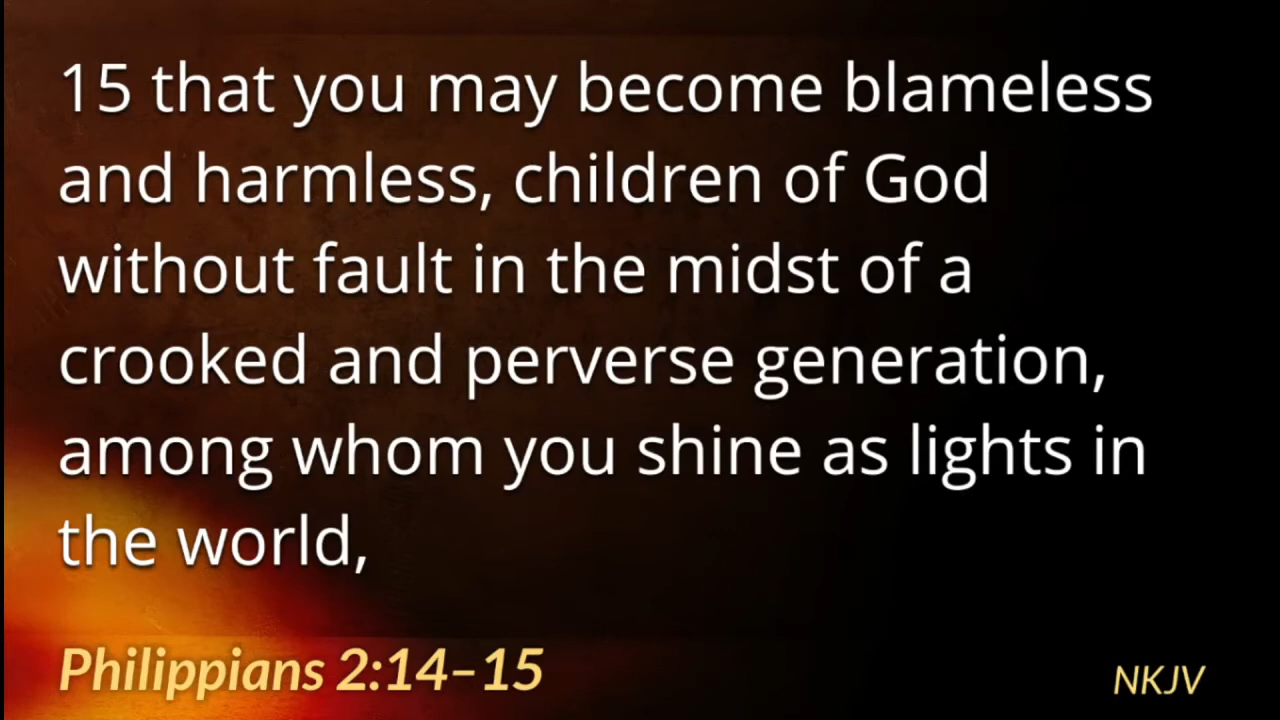 15 that you may become blameless
and harmless, children of God
without fault in the midst of a
crooked and perverse generation,
among whom you shine as lights in
the world,
Philippians 2:14–15
NKJV